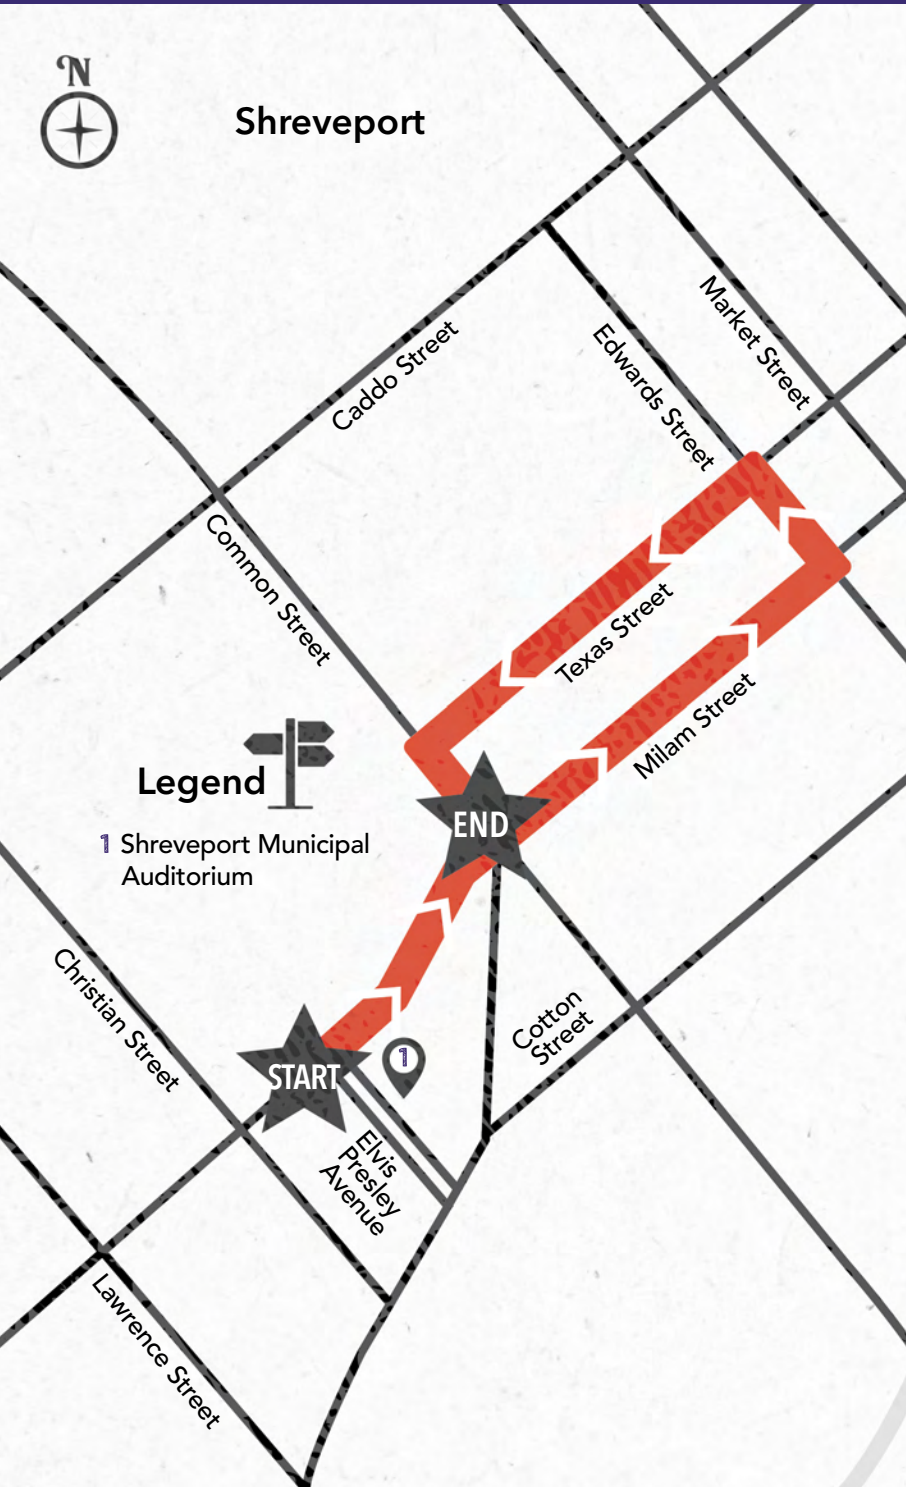 N
Shreveport
Market Street
Edwards Street
Caddo Street
Common Street
Texas Street
Milam Street
Legend
1 Shreveport Municipal
Auditorium
END
Christian Street
Cotton
Street
1
START
Elvis
Presley
Avenue
Lawrence Street